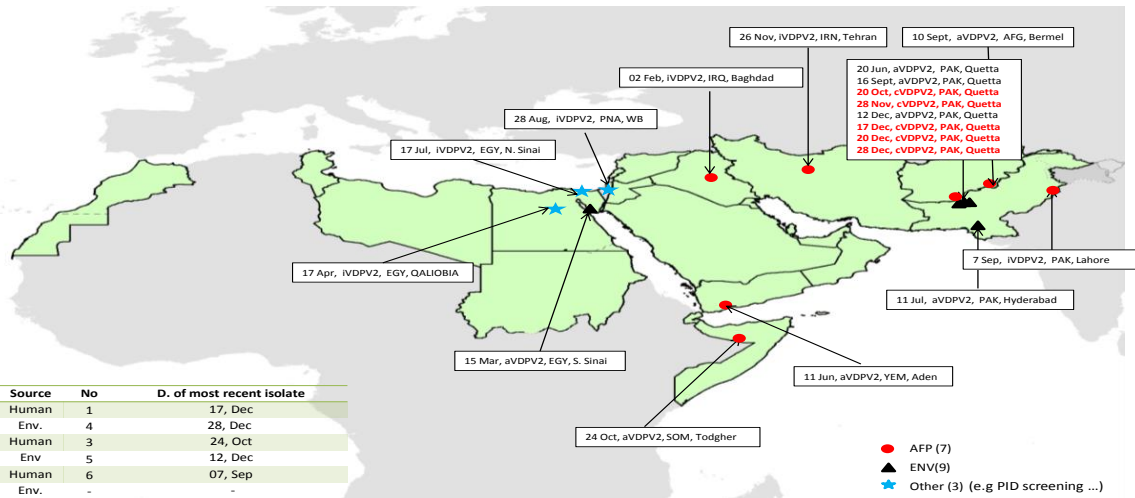 26 Nov, iVDPV2, IRN, Tehran
10 Sept, aVDPV2, AFG, Bermel
02 Feb, iVDPV2, IRQ, Baghdad
20 Jun, aVDPV2, PAK, Quetta
16 Sept, aVDPV2, PAK, Quetta
20 Oct, cVDPV2, PAK, Quetta
28 Nov, cVDPV2, PAK, Quetta
12 Dec, aVDPV2, PAK, Quetta
17 Dec, cVDPV2, PAK, Quetta
20 Dec, cVDPV2, PAK, Quetta
28 Dec, cVDPV2, PAK, Quetta
28 Aug, iVDPV2, PNA, WB
17 Jul, iVDPV2, EGY, N. Sinai
17 Apr, iVDPV2, EGY, QALIOBIA
7 Sep, iVDPV2, PAK, Lahore
11 Jul, aVDPV2, PAK, Hyderabad
15 Mar, aVDPV2, EGY, S. Sinai
11 Jun, aVDPV2, YEM, Aden
24 Oct, aVDPV2, SOM, Todgher
Source No D. of most recent isolate
Human 1 17, Dec
Env. 4 28, Dec
Human 3 24, Oct
Env 5 12, Dec
Human 6 07, Sep
Env. - -
AFP (7)
ENV(9)
Other (3) (e.g PID screening ...)